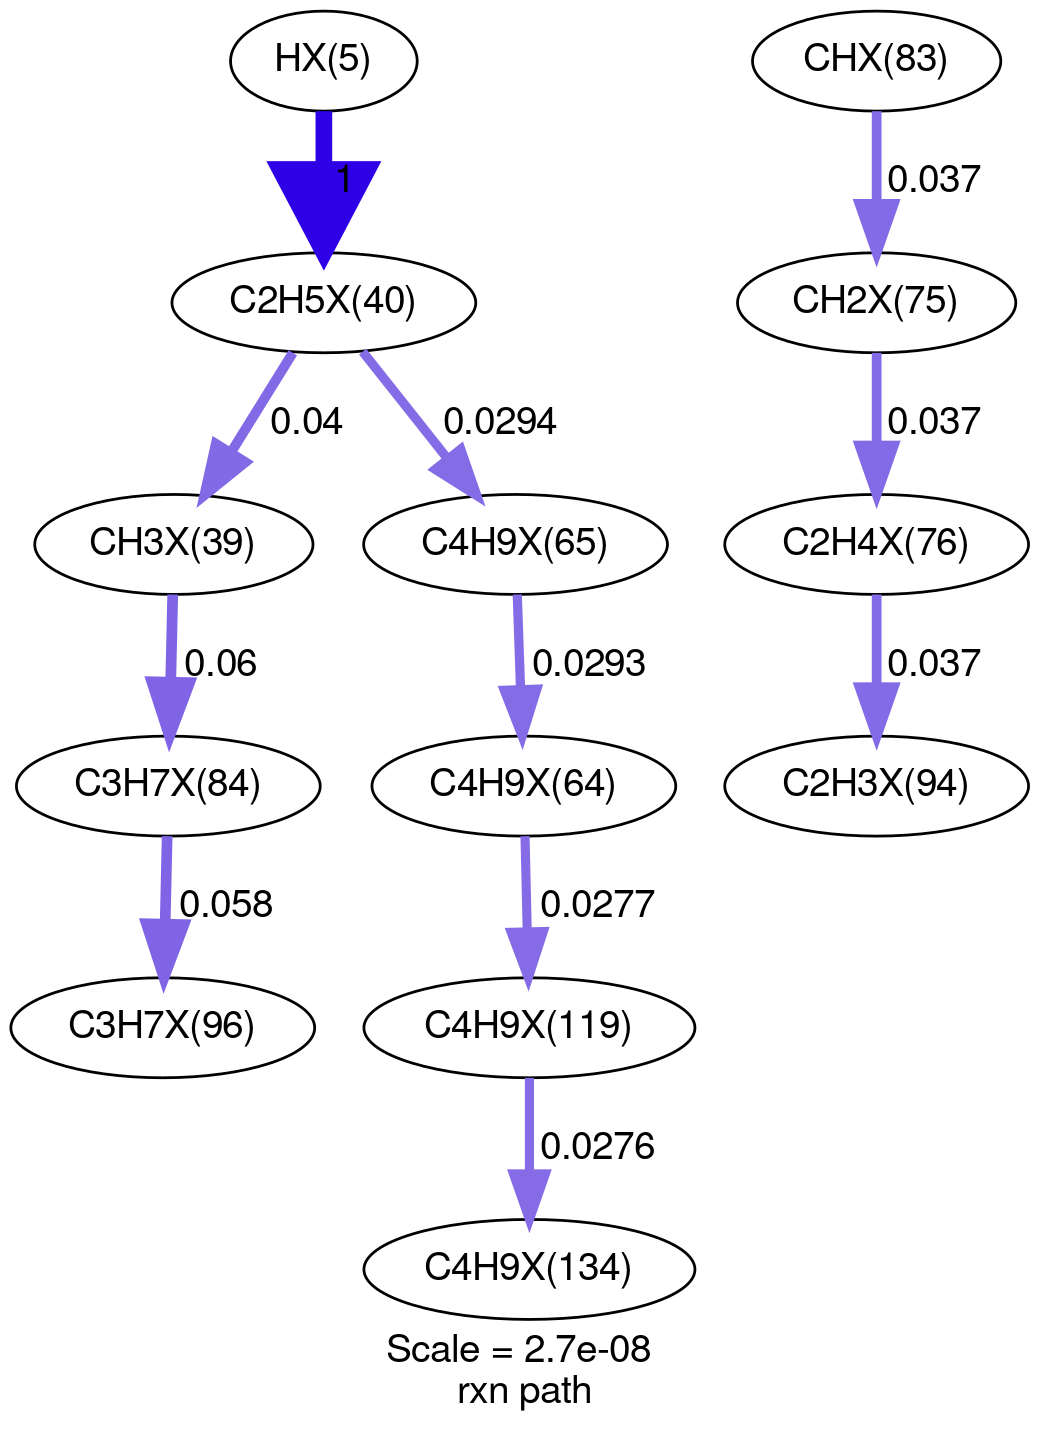 HX(5)
CHX(83)
1
0.037
C2H5X(40)
CH2X(75)
0.04
0.0294
0.037
CH3X(39)
C4H9X(65)
C2H4X(76)
0.06
0.0293
0.037
C3H7X(84)
C4H9X(64)
C2H3X(94)
0.058
0.0277
C3H7X(96)
C4H9X(119)
0.0276
C4H9X(134)
Scale = 2.7e-08
rxn path